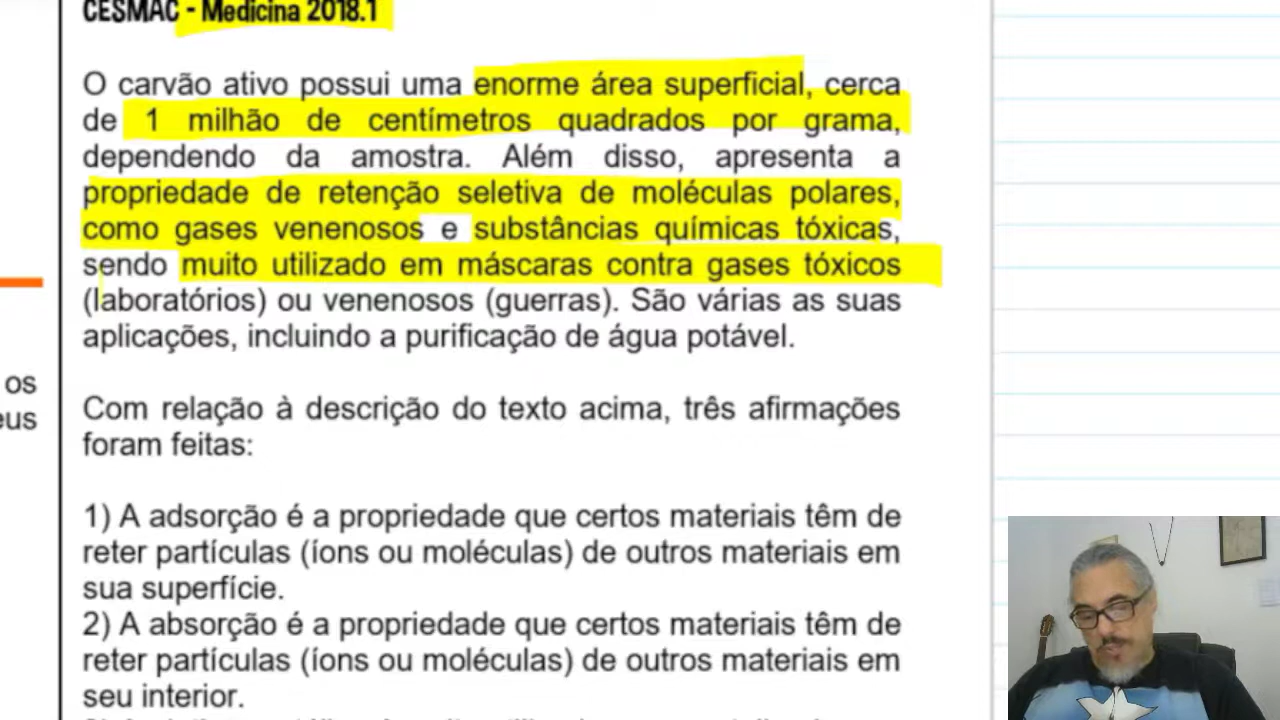 CESMAC - Medicina 2018.1
O carvão ativo possui uma enorme área superficial, cerca
de 1 milhão de centímetros quadrados por grama,
dependendo da amostra. Além disso, apresenta a
propriedade de retenção seletiva de moléculas polares,
como gases venenosos e substâncias químicas tóxicas,
sendo muito utilizado em máscaras contra gases tóxicos
(laboratórios) ou venenosos (guerras). São várias as suas
aplicações, incluindo a purificação de água potável.
os
eus
Com relação à descrição do texto acima, três afirmações
foram feitas:
1) A adsorção é a propriedade que certos materiais têm de
reter partículas (íons ou moléculas) de outros materiais em
sua superfície.
2) A absorção é a propriedade que certos materiais têm de
reter partículas (íons ou moléculas) de outros materiais em
seu interior.